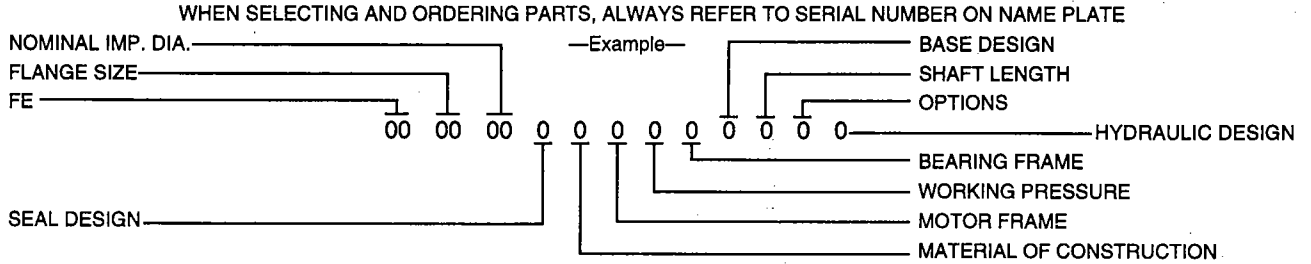 WHEN SELECTING AND ORDERING PARTS, ALWAYS REFER TO SERIAL NUMBER ON NAME PLATE
NOMINAL IMP. DIA. —Example— BASE DESIGN
FLANGE SIZE SHAFT LENGTH
FE OPTIONS
00 00 00 0 0 0 0 0 0 0 0 0 HYDRAULIC DESIGN
BEARING FRAME
WORKING PRESSURE
SEAL DESIGN MOTOR FRAME
MATERIAL OF CONSTRUCTION